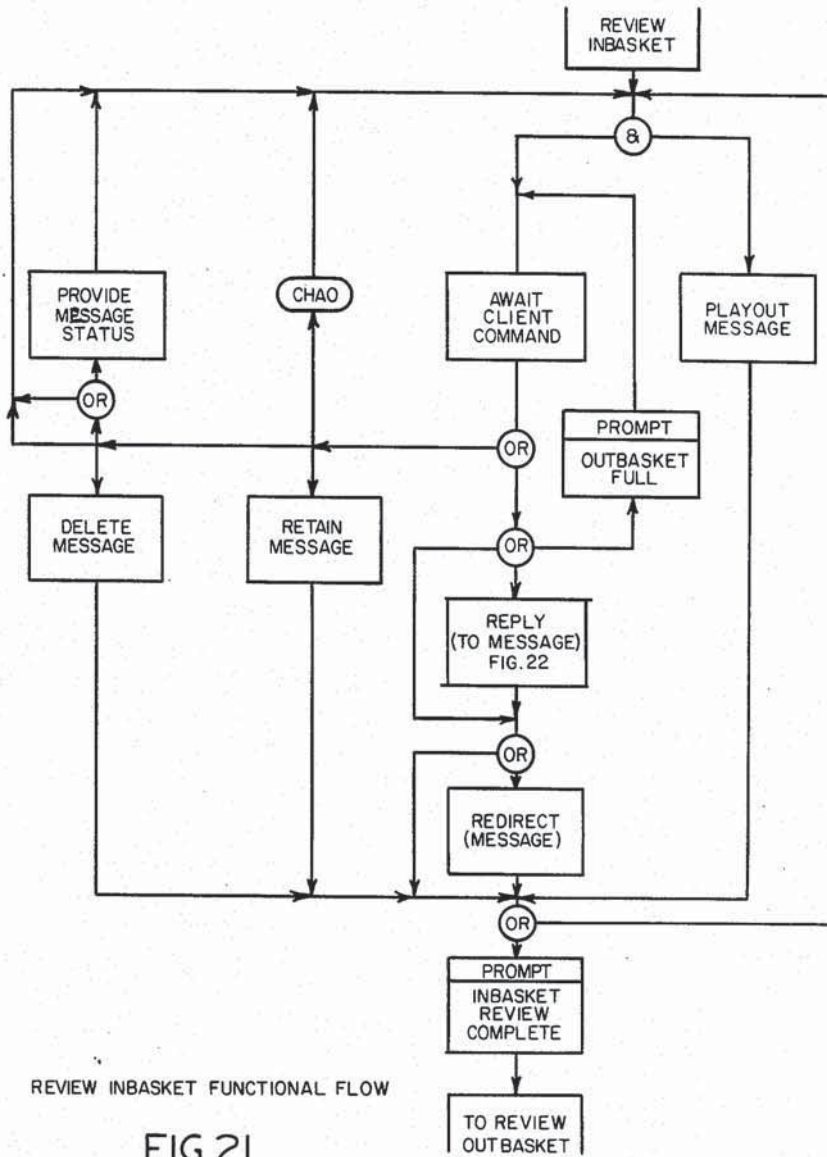 REVIEW
INBASKET
&
PROVIDE
MESSAGE
STATUS
CHAO
AWAIT
CLIENT
COMMAND
PLAYOUT
MESSAGE
OR
PROMPT
OUTBASKET
FULL
OR
DELETE
MESSAGE
RETAIN
MESSAGE
OR
REPLY
(TO MESSAGE)
FIG. 22
OR
REDIRECT
(MESSAGE)
OR
PROMPT
INBASKET
REVIEW
COMPLETE
REVIEW INBASKET FUNCTIONAL FLOW
TO REVIEW
OUTBASKET
FIG. 21